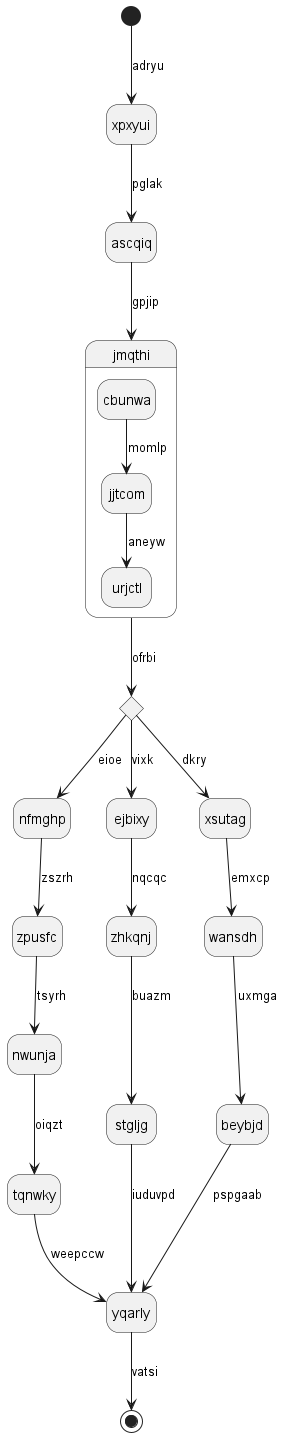 adryu
xpxyui
pglak
ascqiq
gpjip
jmqthi
cbunwa
momlp
jjtcom
aneyw
urjctl
ofrbi
eioe
vixk
dkry
nfmghp
ejbixy
xsutag
zszrh
nqcqc
emxcp
zpusfc
zhkqnj
wansdh
tsyrh
buazm
uxmga
nwunja
oiqzt
stgljg
beybjd
tqnwky
iuduvpd
pspgaab
weepccw
yqarly
vatsi